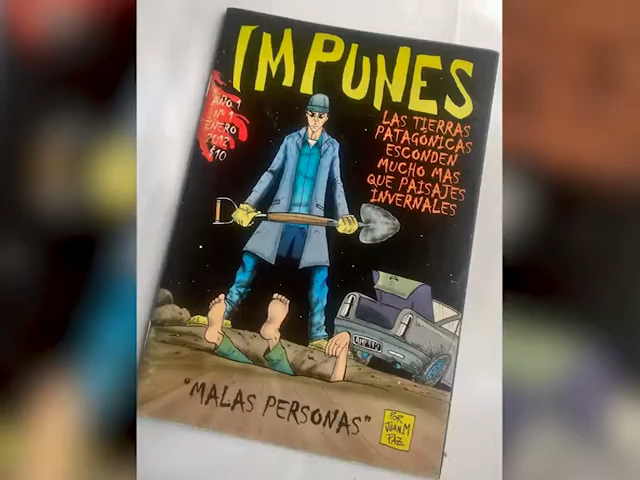 IMPUNES
AÑO 1
Nº 1
ENERO
2012
$10
LAS TIERRAS
PATAGÓNICAS
ESCONDEN
MUCHO MAS
QUE PAISAJES
INVERNALES
"MALAS PERSONAS"
POR
JUAN M
PAZ